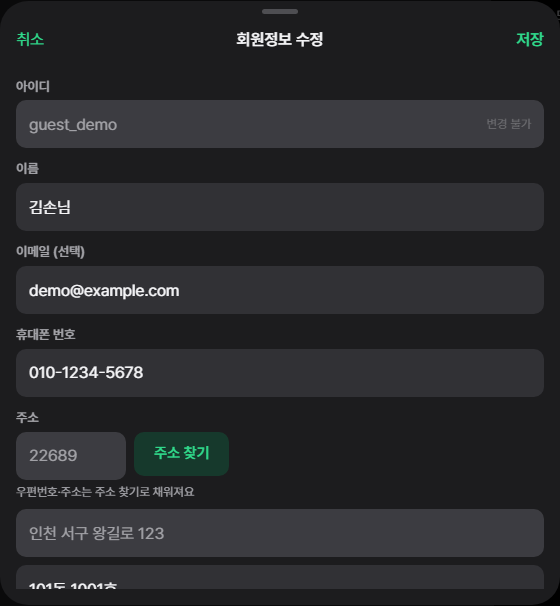 취소 회원정보 수정 저장
아이디
guest_demo 변경 불가
이름
김손님
이메일 (선택)
demo@example.com
휴대폰 번호
010-1234-5678
주소
22689 주소 찾기
우편번호·주소는 주소 찾기로 채워져요
인천 서구 왕길로 123
101동 1001호